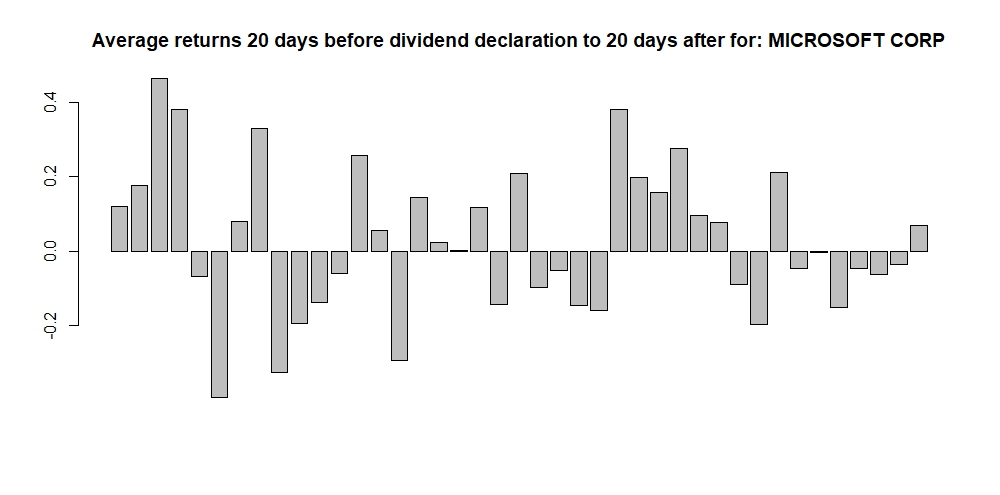 Average returns 20 days before dividend declaration to 20 days after for: MICROSOFT CORP
0.4
0.2
0.0
-0.2